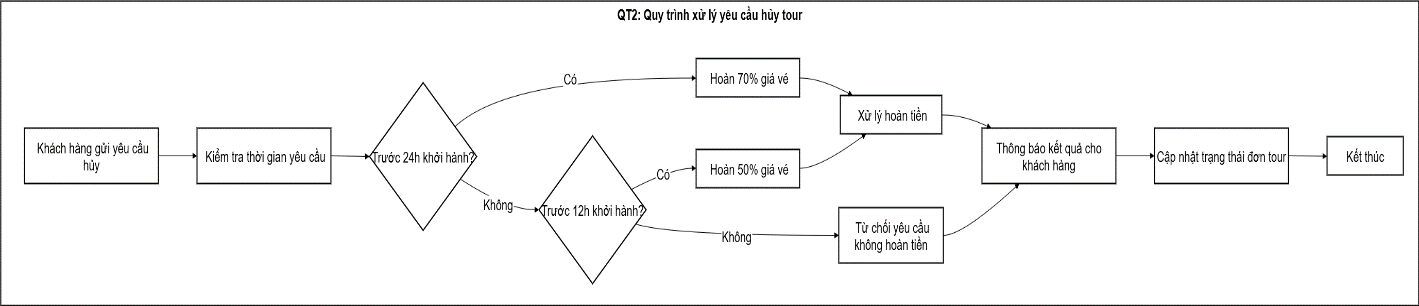 QT2: Quy trình xử lý yêu cầu hủy tour
Khách hàng gửi yêu cầu
hủy
Kiểm tra thời gian yêu cầu
Trước 24h khởi hành?
Có
Hoàn 70% giá vé
Không
Trước 12h khởi hành?
Có
Hoàn 50% giá vé
Không
Từ chối yêu cầu
không hoàn tiền
Xử lý hoàn tiền
Thông báo kết quả cho
khách hàng
Cập nhật trạng thái đơn tour
Kết thúc